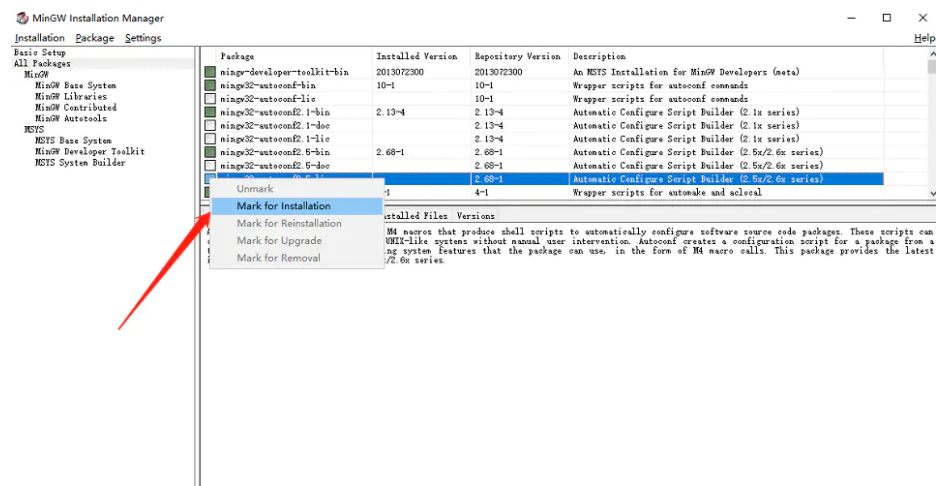 MinGW Installation Manager
Installation Package Settings Help
Basic Setup
All Packages
MinGW
MinGW Base System
MinGW Libraries
MinGW Contributed
MinGW Autotools
MSYS
MSYS Base System
MinGW Developer Toolkit
MSYS System Builder
Package Installed Version Repository Version Description
mingw-developer-toolkit-bin 2013072300 2013072300 An MSYS Installation for MinGW Developers (meta)
mingw32-autoconf-bin 10-1 10-1 Wrapper scripts for autoconf commands
mingw32-autoconf-lic 10-1 Wrapper scripts for autoconf commands
mingw32-autoconf2.1-bin 2.13-4 2.13-4 Automatic Configure Script Builder (2.1x series)
mingw32-autoconf2.1-doc 2.13-4 Automatic Configure Script Builder (2.1x series)
mingw32-autoconf2.1-lic 2.13-4 Automatic Configure Script Builder (2.1x series)
mingw32-autoconf2.5-bin 2.68-1 2.68-1 Automatic Configure Script Builder (2.5x/2.6x series)
mingw32-autoconf2.5-doc 2.68-1 Automatic Configure Script Builder (2.5x/2.6x series)
2.68-1 Automatic Configure Script Builder (2.5x/2.6x series)
4-1 Wrapper scripts for automake and aclocal
Unmark
Mark for Installation
Mark for Reinstallation
Mark for Upgrade
Mark for Removal
nstalled Files Versions
M4 macros that produce shell scripts to automatically configure software source code packages. These scripts can
UNIX-like systems without manual user intervention. Autoconf creates a configuration script for a package from a
ing system features that the package can use, in the form of M4 macro calls. This package provides the latest
/2.6x series.